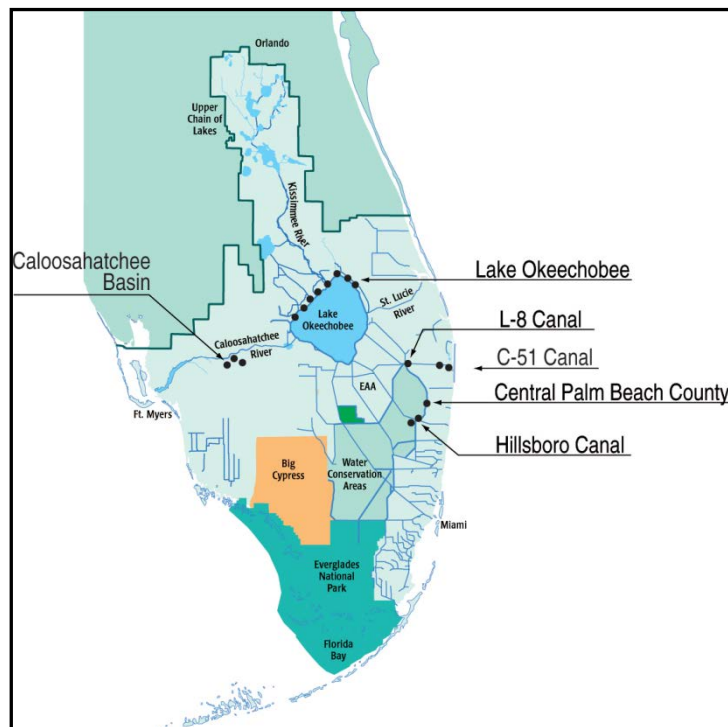 Orlando
Upper
Chain of
Lakes
Kissimmee River
Caloosahatchee
Basin
Lake Okeechobee
St. Lucie
River
Lake
Okeechobee
L-8 Canal
Caloosahatchee
River
C-51 Canal
EAA
Central Palm Beach County
Ft. Myers
Hillsboro Canal
Big
Cypress
Water
Conservation
Areas
Miami
Everglades
National
Park
Florida
Bay